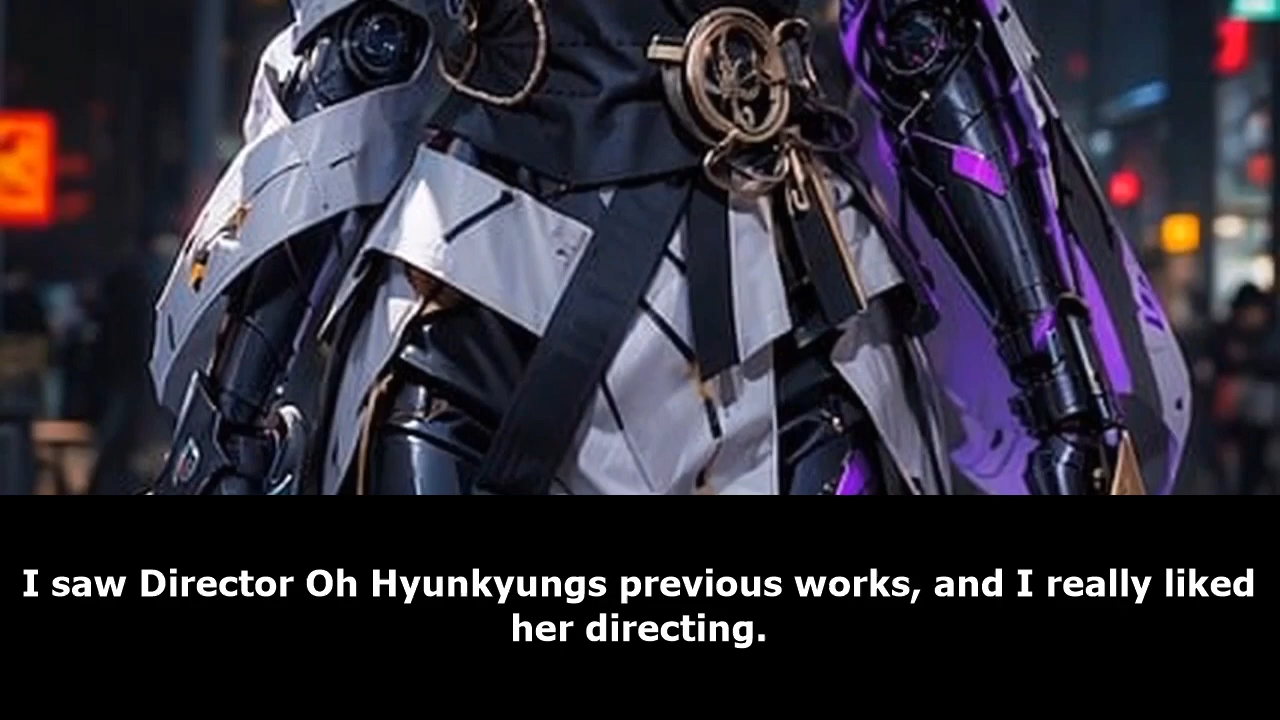 I saw Director Oh Hyunkyungs previous works, and I really liked
her directing.